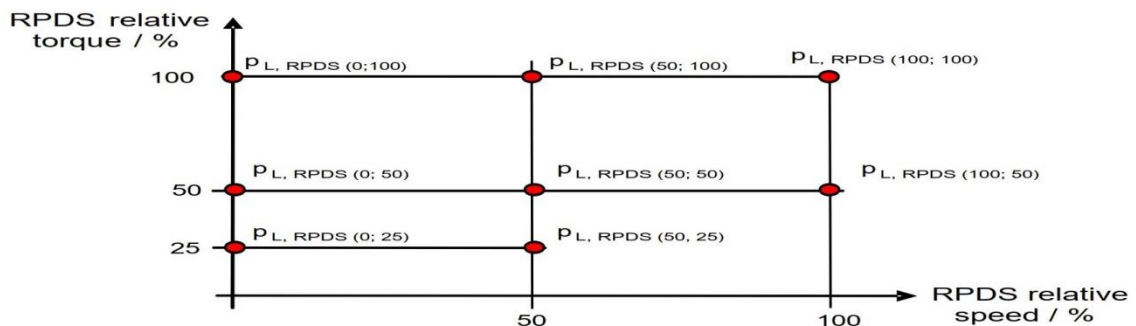 RPDS relative
torque / %
p L, RPDS (0;100)
p L, RPDS (50; 100)
p L, RPDS (100; 100)
100
p L, RPDS (0; 50)
p L, RPDS (50; 50)
p L, RPDS (100; 50)
50
p L, RPDS (0; 25)
p L, RPDS (50, 25)
25
RPDS relative
speed / %
50
100